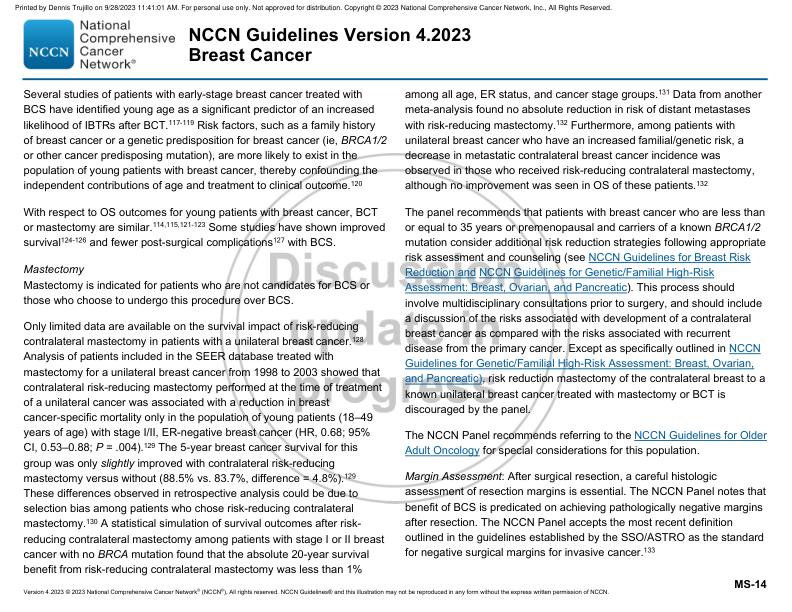 Printed by Dennis Trujillo on 9/28/2023 11:41:01 AM. For personal use only. Not approved for distribution. Copyright © 2023 National Comprehensive Cancer Network, Inc., All Rights Reserved.
NCCN
National
Comprehensive
Cancer
Network®
NCCN Guidelines Version 4.2023
Breast Cancer
Several studies of patients with early-stage breast cancer treated with
BCS have identified young age as a significant predictor of an increased
likelihood of IBTRs after BCT.117-119 Risk factors, such as a family history
of breast cancer or a genetic predisposition for breast cancer (ie, BRCA1/2
or other cancer predisposing mutation), are more likely to exist in the
population of young patients with breast cancer, thereby confounding the
independent contributions of age and treatment to clinical outcome.120
With respect to OS outcomes for young patients with breast cancer, BCT
or mastectomy are similar.114,115,121-123 Some studies have shown improved
survival124-126 and fewer post-surgical complications127 with BCS.
Mastectomy
Mastectomy is indicated for patients who are not candidates for BCS or
those who choose to undergo this procedure over BCS.
Only limited data are available on the survival impact of risk-reducing
contralateral mastectomy in patients with a unilateral breast cancer.128
Analysis of patients included in the SEER database treated with
mastectomy for a unilateral breast cancer from 1998 to 2003 showed that
contralateral risk-reducing mastectomy performed at the time of treatment
of a unilateral cancer was associated with a reduction in breast
cancer-specific mortality only in the population of young patients (18–49
years of age) with stage I/II, ER-negative breast cancer (HR, 0.68; 95%
CI, 0.53–0.88; P = .004).129 The 5-year breast cancer survival for this
group was only slightly improved with contralateral risk-reducing
mastectomy versus without (88.5% vs. 83.7%, difference = 4.8%).129
These differences observed in retrospective analysis could be due to
selection bias among patients who chose risk-reducing contralateral
mastectomy.130 A statistical simulation of survival outcomes after risk-
reducing contralateral mastectomy among patients with stage I or II breast
cancer with no BRCA mutation found that the absolute 20-year survival
benefit from risk-reducing contralateral mastectomy was less than 1%
among all age, ER status, and cancer stage groups.131 Data from another
meta-analysis found no absolute reduction in risk of distant metastases
with risk-reducing mastectomy.132 Furthermore, among patients with
unilateral breast cancer who have an increased familial/genetic risk, a
decrease in metastatic contralateral breast cancer incidence was
observed in those who received risk-reducing contralateral mastectomy,
although no improvement was seen in OS of these patients.132
The panel recommends that patients with breast cancer who are less than
or equal to 35 years or premenopausal and carriers of a known BRCA1/2
mutation consider additional risk reduction strategies following appropriate
risk assessment and counseling (see NCCN Guidelines for Breast Risk
Reduction and NCCN Guidelines for Genetic/Familial High-Risk
Assessment: Breast, Ovarian, and Pancreatic). This process should
involve multidisciplinary consultations prior to surgery, and should include
a discussion of the risks associated with development of a contralateral
breast cancer as compared with the risks associated with recurrent
disease from the primary cancer. Except as specifically outlined in NCCN
Guidelines for Genetic/Familial High-Risk Assessment: Breast, Ovarian,
and Pancreatic), risk reduction mastectomy of the contralateral breast to a
known unilateral breast cancer treated with mastectomy or BCT is
discouraged by the panel.
The NCCN Panel recommends referring to the NCCN Guidelines for Older
Adult Oncology for special considerations for this population.
Margin Assessment: After surgical resection, a careful histologic
assessment of resection margins is essential. The NCCN Panel notes that
benefit of BCS is predicated on achieving pathologically negative margins
after resection. The NCCN Panel accepts the most recent definition
outlined in the guidelines established by the SSO/ASTRO as the standard
for negative surgical margins for invasive cancer.133
Discussion
update in
progress
MS-14
Version 4.2023 © 2023 National Comprehensive Cancer Network® (NCCN®), All rights reserved. NCCN Guidelines® and this illustration may not be reproduced in any form without the express written permission of NCCN.